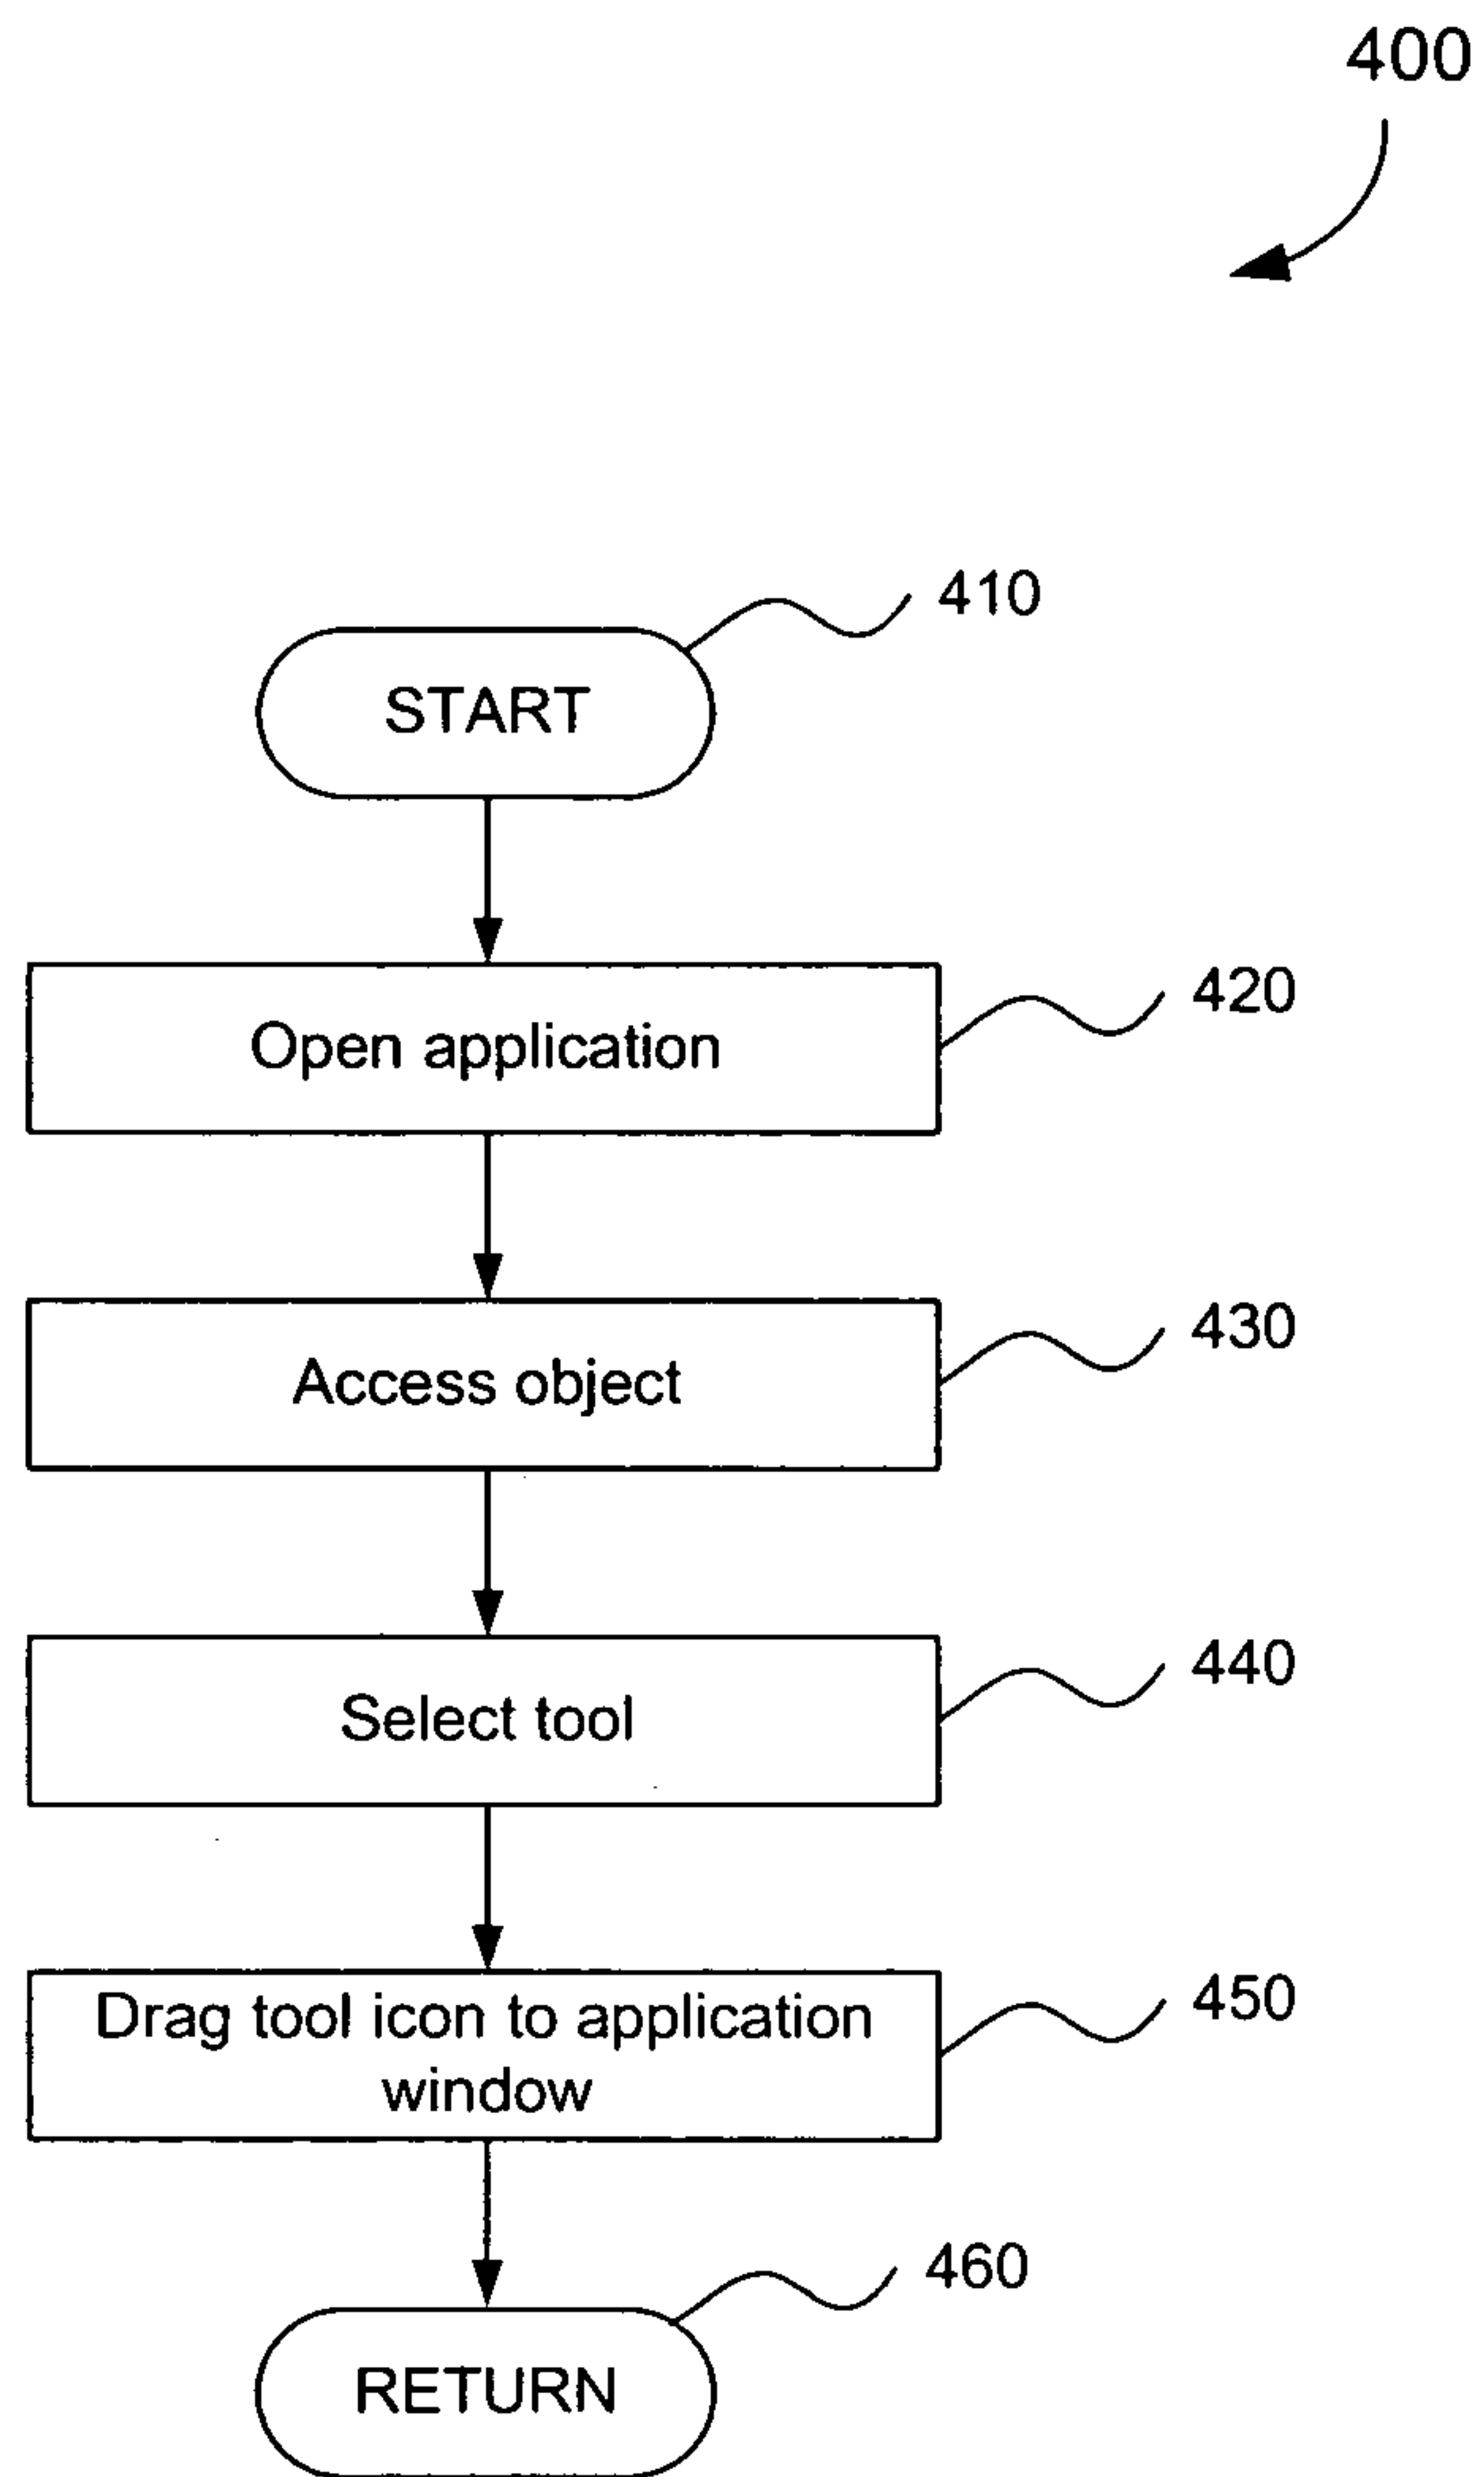 400
410
START
420
Open application
430
Access object
440
Select tool
450
Drag tool icon to application
window
460
RETURN